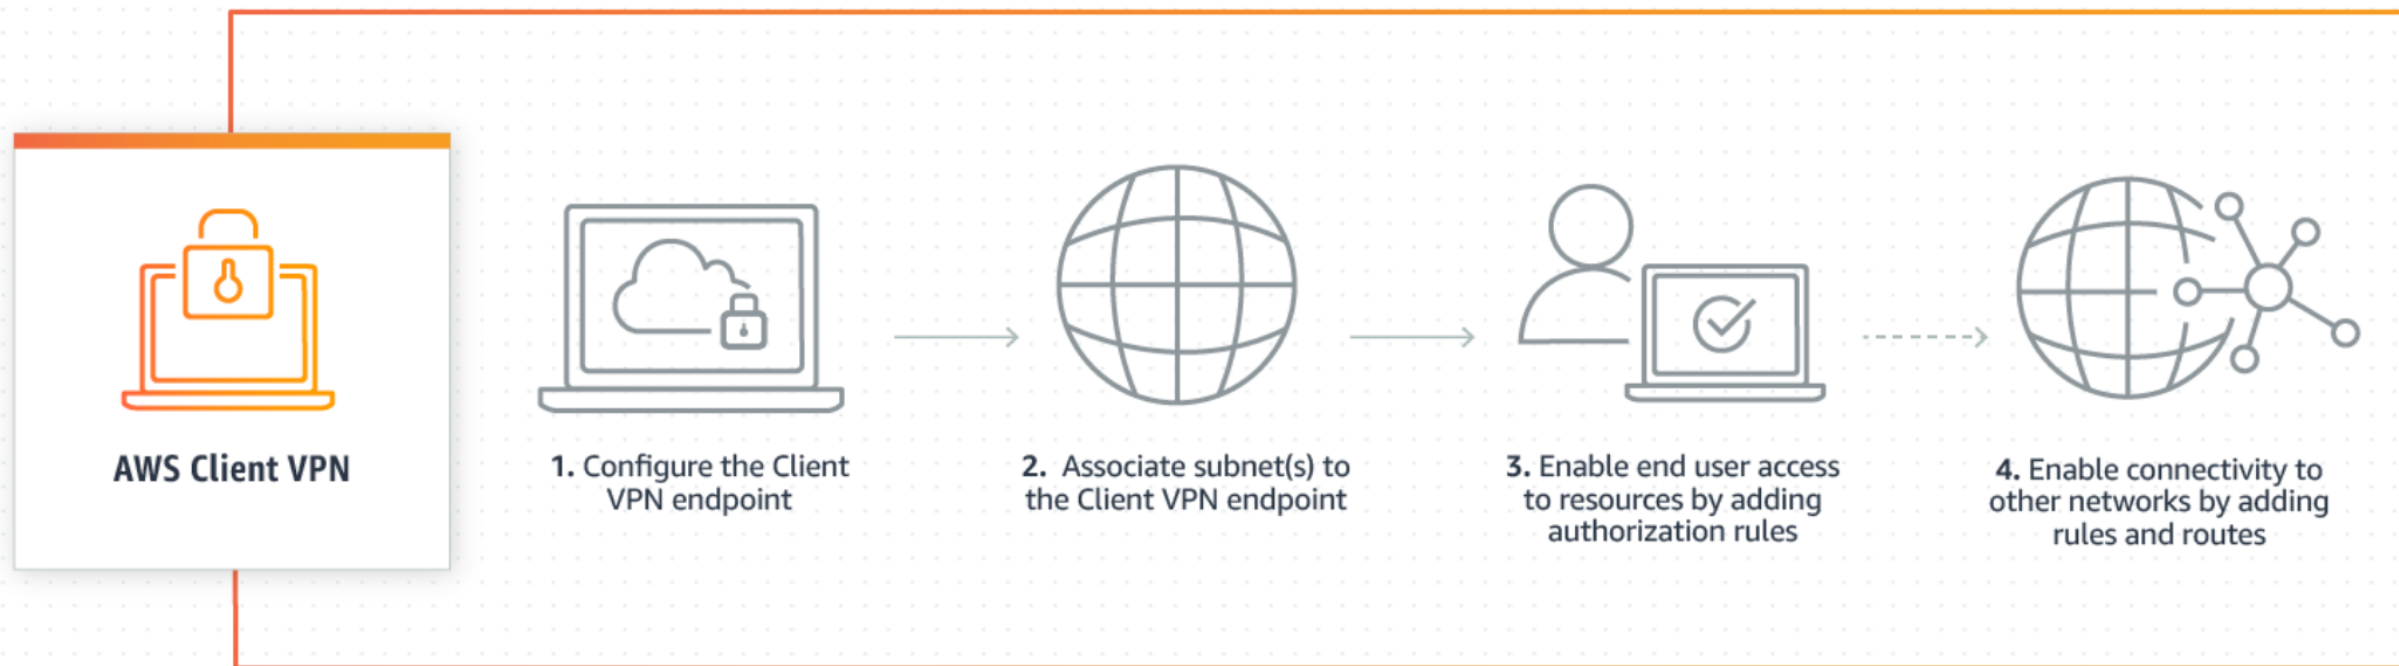 AWS Client VPN
1. Configure the Client
VPN endpoint
2. Associate subnet(s) to
the Client VPN endpoint
3. Enable end user access
to resources by adding
authorization rules
4. Enable connectivity to
other networks by adding
rules and routes